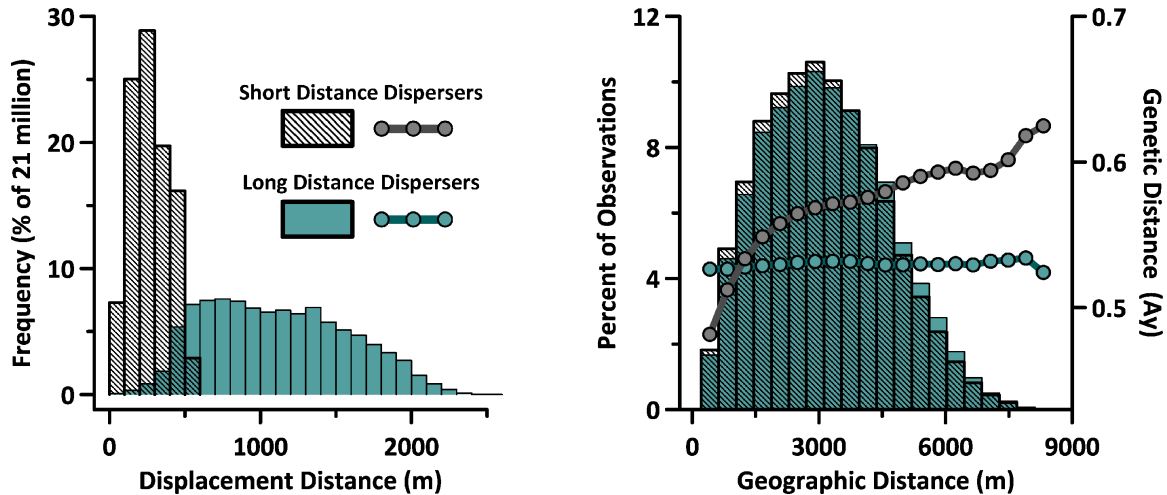 30
20
10
0
Frequency (% of 21 million)
0
1000
2000
Displacement Distance (m)
Short Distance Dispersers
Long Distance Dispersers
12
8
4
0
Percent of Observations
0
3000
6000
9000
Geographic Distance (m)
0.7
0.6
0.5
Genetic Distance (Ay)